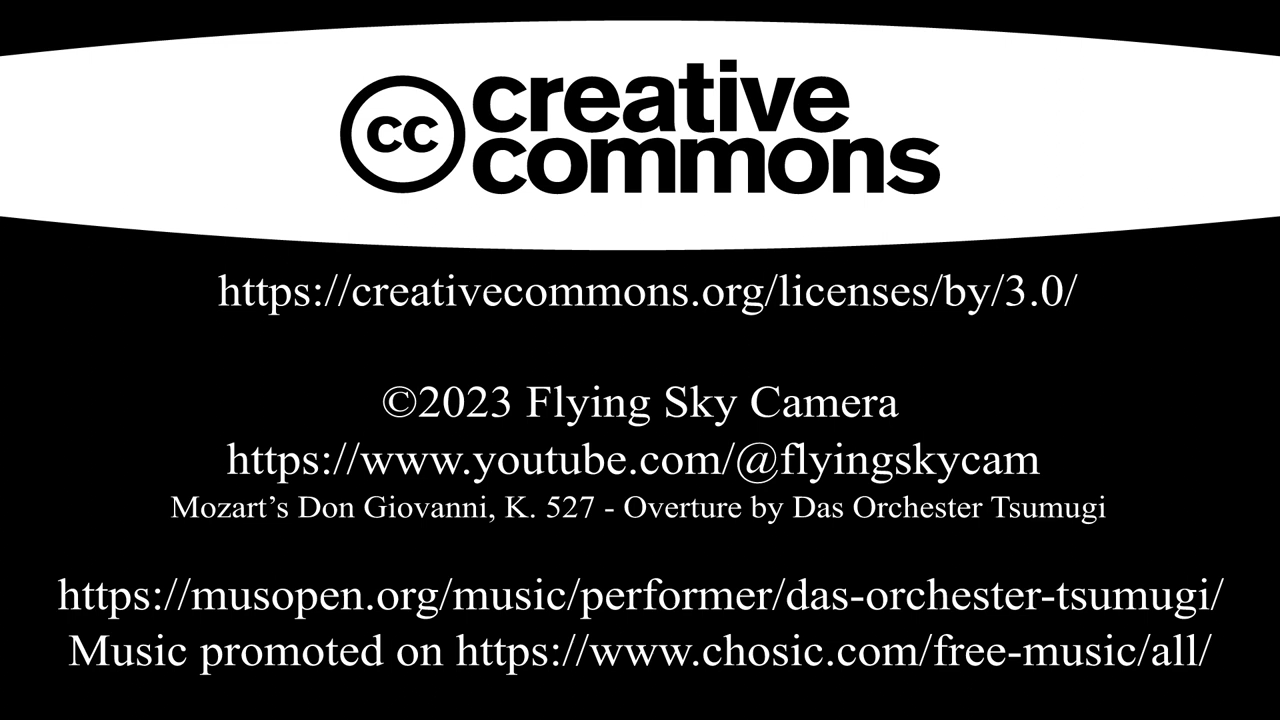 cc creative
commons
https://creativecommons.org/licenses/by/3.0/
©2023 Flying Sky Camera
https://www.youtube.com/@flyingskycam
Mozart’s Don Giovanni, K. 527 - Overture by Das Orchester Tsumugi
https://musopen.org/music/performer/das-orchester-tsumugi/
Music promoted on https://www.chosic.com/free-music/all/